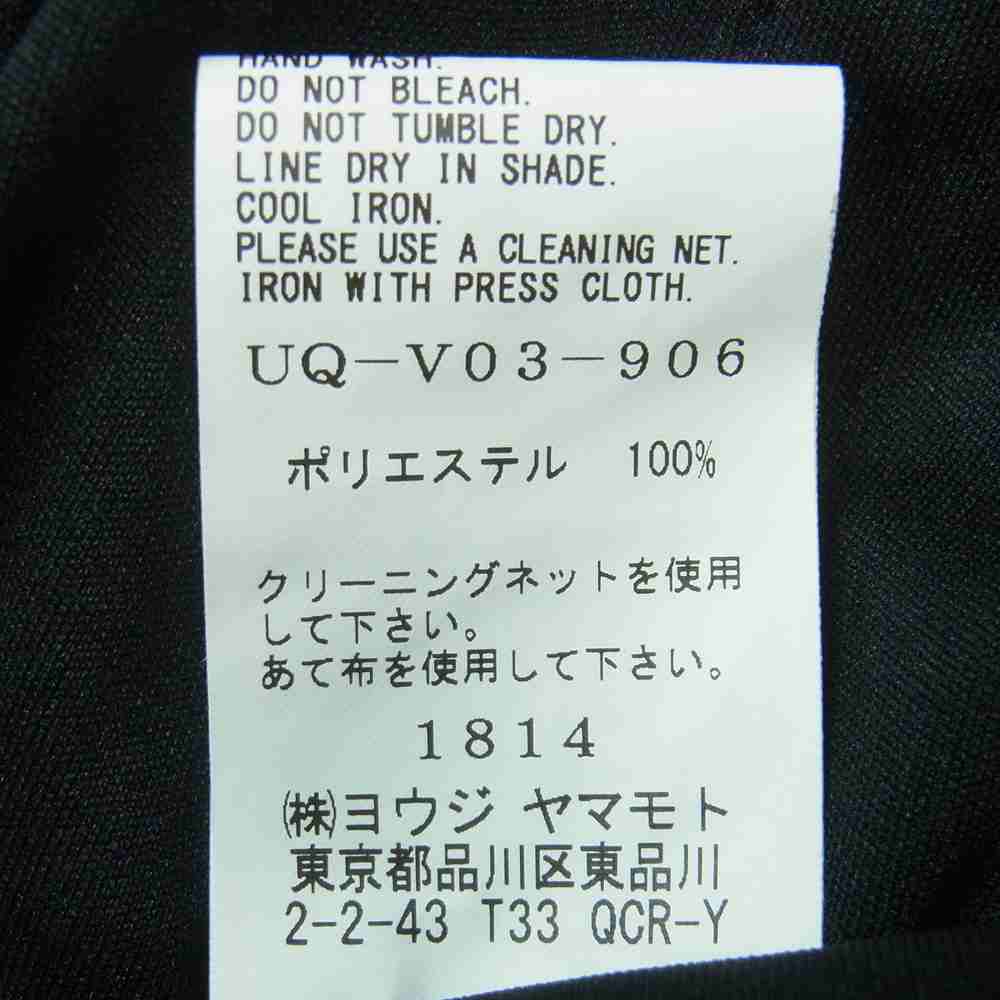 HAND WASH.
DO NOT BLEACH.
DO NOT TUMBLE DRY.
LINE DRY IN SHADE.
COOL IRON.
PLEASE USE A CLEANING NET.
IRON WITH PRESS CLOTH.
UQ－V03－906
ポリエステル 100%
クリーニングネットを使用
して下さい。
あて布を使用して下さい。
1814
㈱ヨウジ ヤマモト
東京都品川区東品川
2-2-43 T33 QCR-Y